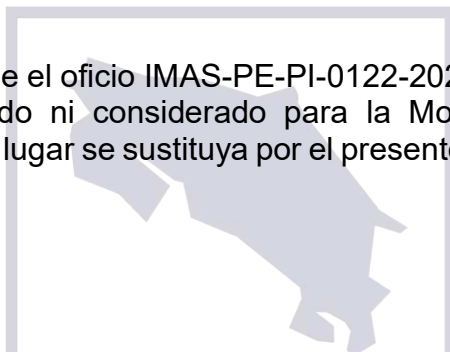 e el oficio IMAS-PE-PI-0122-202
do ni considerado para la Mo
lugar se sustituya por el present